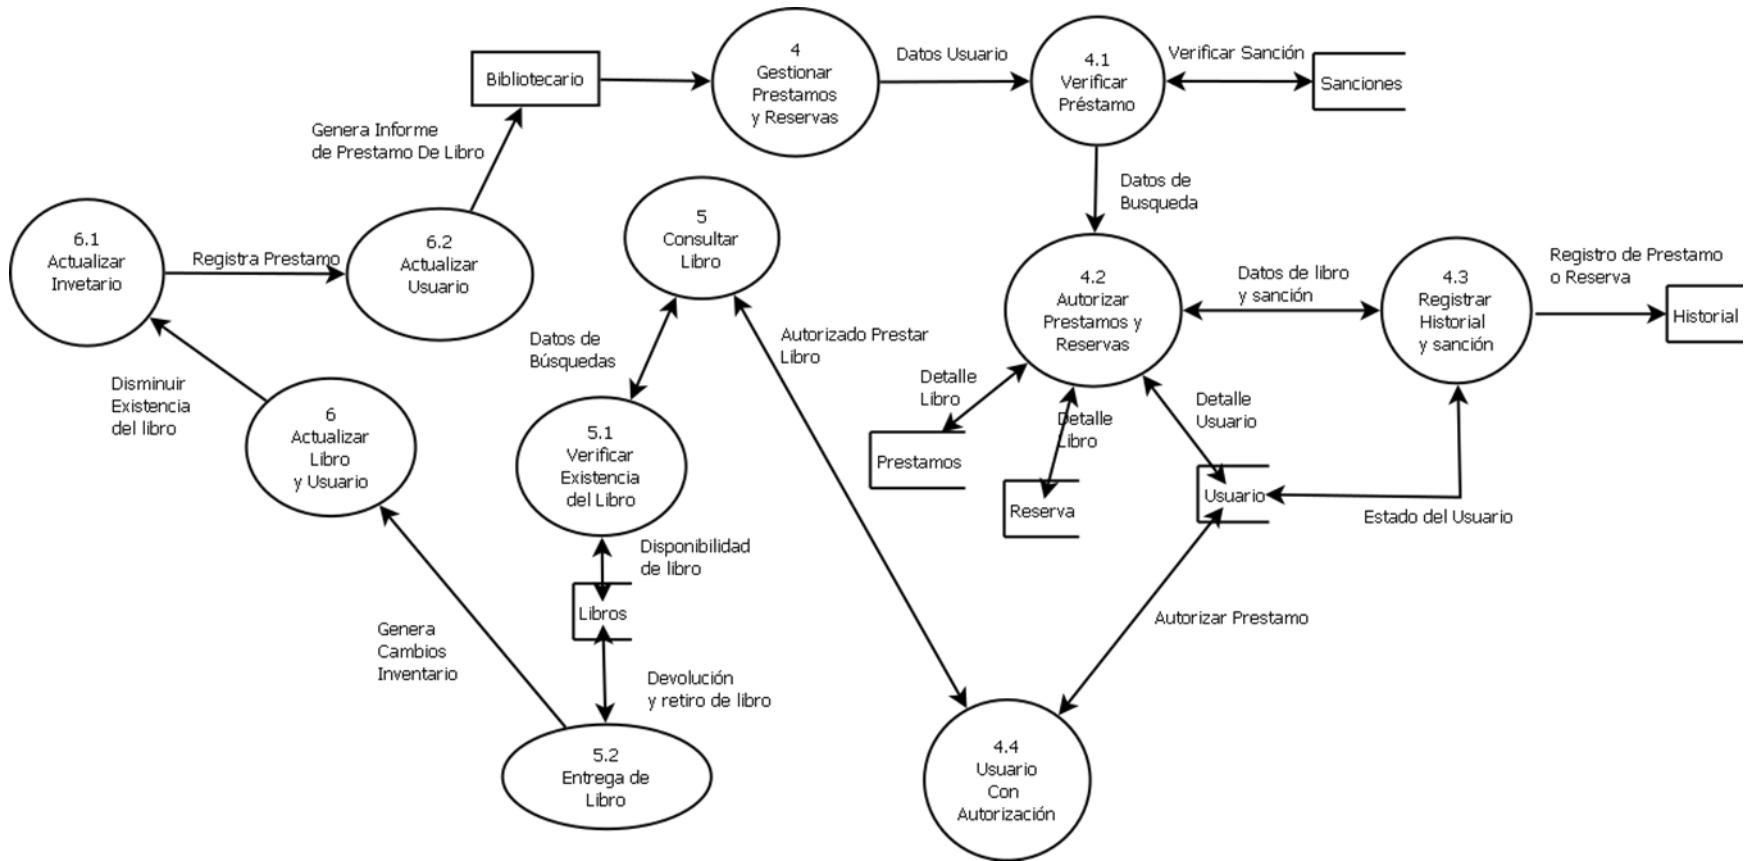 4
Gestionar
Prestamos
y Reservas
Datos Usuario
4.1
Verificar
Préstamo
Verificar Sanción
Sanciones
Bibliotecario
Genera Informe
de Prestamo De Libro
Datos de
Busqueda
5
Consultar
Libro
6.1
Actualizar
Invetario
Registra Prestamo
6.2
Actualizar
Usuario
4.2
Autorizar
Prestamos y
Reservas
Datos de libro
y sanción
4.3
Registrar
Historial
y sanción
Registro de Prestamo
o Reserva
Historial
Datos de
Búsquedas
Autorizado Prestar
Libro
Detalle
Libro
Detalle
Libro
Detalle
Usuario
Disminuir
Existencia
del libro
6
Actualizar
Libro
y Usuario
5.1
Verificar
Existencia
del Libro
Prestamos
Reserva
Usuario
Estado del Usuario
Disponibilidad
de libro
Libros
Autorizar Prestamo
Genera
Cambios
Inventario
Devolución
y retiro de libro
5.2
Entrega de
Libro
4.4
Usuario
Con
Autorización